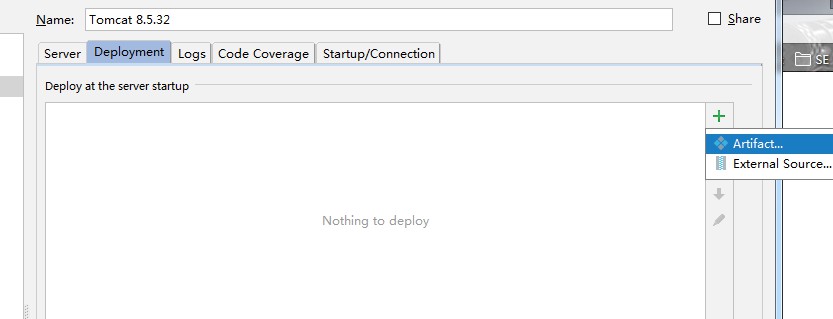 Name: Tomcat 8.5.32 Share
Server Deployment Logs Code Coverage Startup/Connection
SE
Deploy at the server startup
Artifact...
External Source...
Nothing to deploy